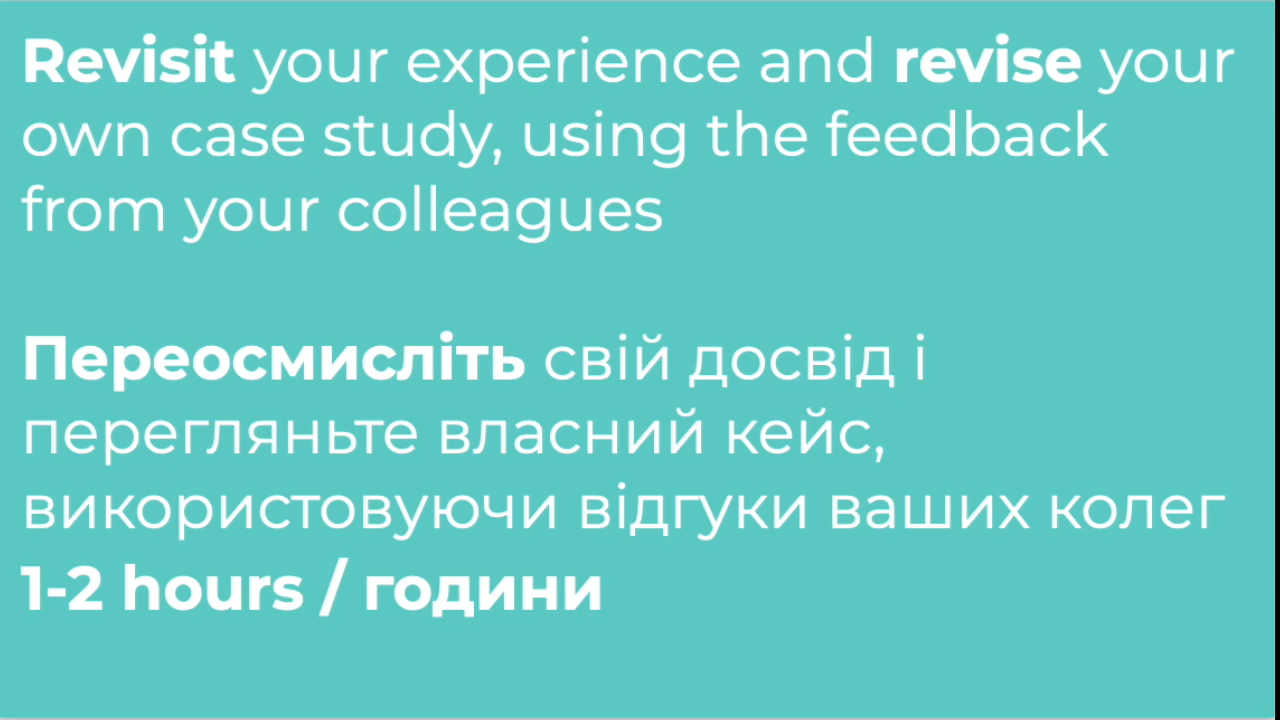 Revisit your experience and revise your
own case study, using the feedback
from your colleagues
Переосмисліть свій досвід і
перегляньте власний кейс,
використовуючи відгуки ваших колег
1-2 hours / години